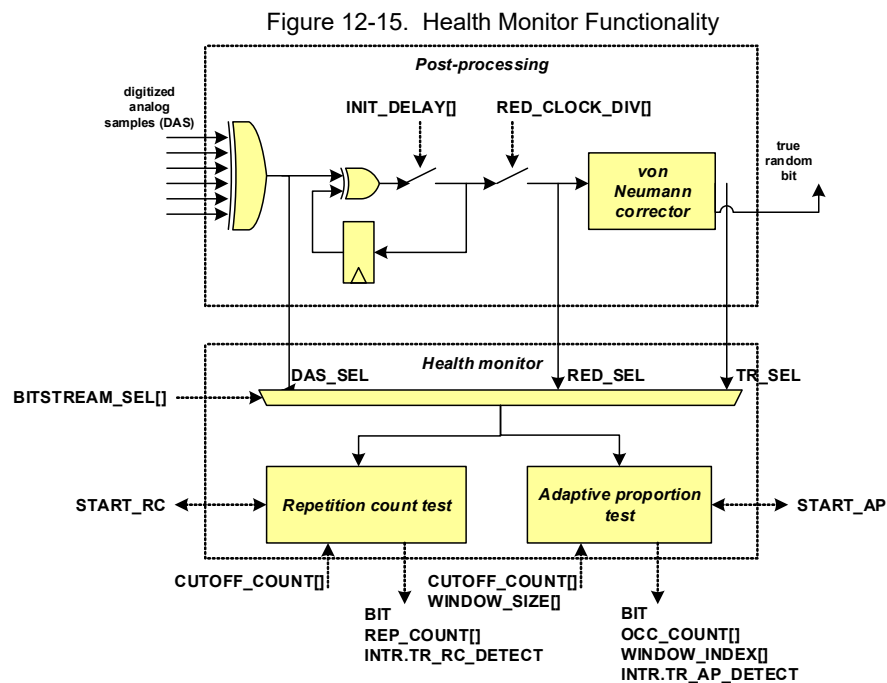 Figure 12-15. Health Monitor Functionality
Post-processing
digitized
analog
samples (DAS)
INIT_DELAY[]
RED_CLOCK_DIV[]
true
random
bit
von
Neumann
corrector
Health monitor
DAS_SEL
RED_SEL
TR_SEL
BITSTREAM_SEL[]
START_RC
Repetition count test
Adaptive proportion
test
START_AP
CUTOFF_COUNT[]
CUTOFF_COUNT[]
WINDOW_SIZE[]
BIT
REP_COUNT[]
INTR.TR_RC_DETECT
BIT
OCC_COUNT[]
WINDOW_INDEX[]
INTR.TR_AP_DETECT